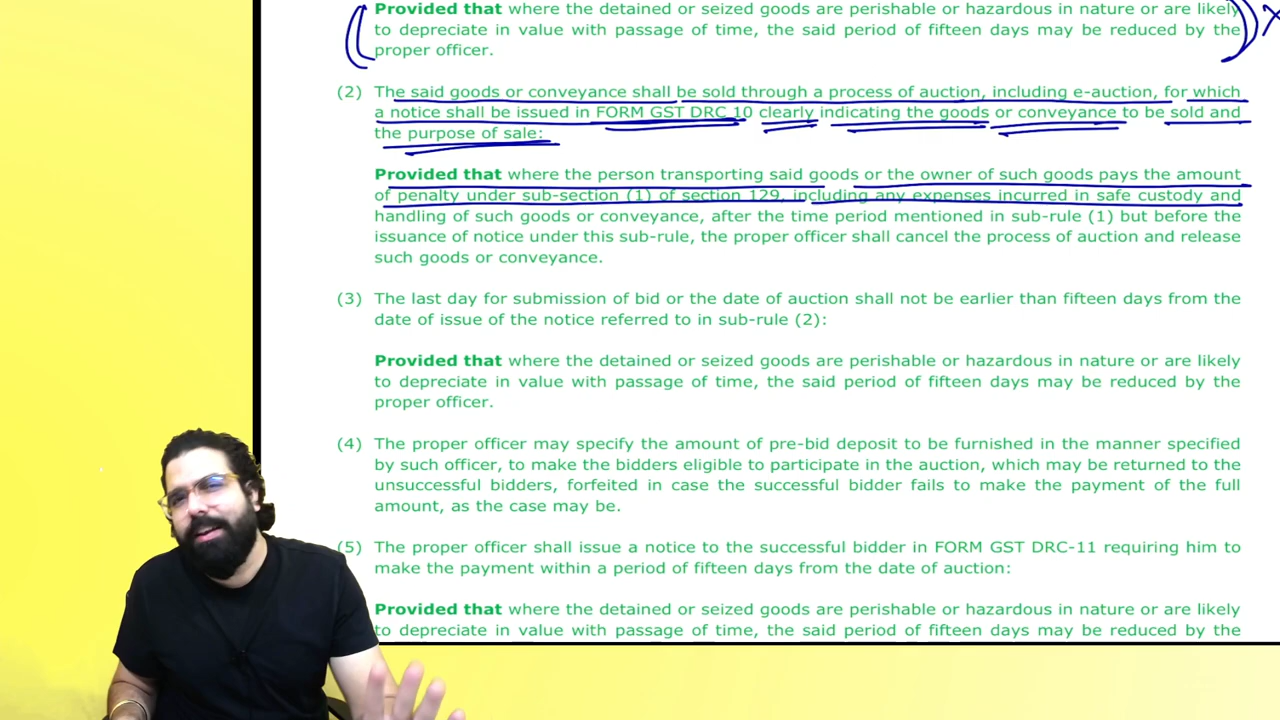 Provided that where the detained or seized goods are perishable or hazardous in nature or are likely
to depreciate in value with passage of time, the said period of fifteen days may be reduced by the
proper officer.
(2) The said goods or conveyance shall be sold through a process of auction, including e-auction, for which
a notice shall be issued in FORM GST DRC 10 clearly indicating the goods or conveyance to be sold and
the purpose of sale:
Provided that where the person transporting said goods or the owner of such goods pays the amount
of penalty under sub-section (1) of section 129, including any expenses incurred in safe custody and
handling of such goods or conveyance, after the time period mentioned in sub-rule (1) but before the
issuance of notice under this sub-rule, the proper officer shall cancel the process of auction and release
such goods or conveyance.
(3) The last day for submission of bid or the date of auction shall not be earlier than fifteen days from the
date of issue of the notice referred to in sub-rule (2):
Provided that where the detained or seized goods are perishable or hazardous in nature or are likely
to depreciate in value with passage of time, the said period of fifteen days may be reduced by the
proper officer.
(4) The proper officer may specify the amount of pre-bid deposit to be furnished in the manner specified
by such officer, to make the bidders eligible to participate in the auction, which may be returned to the
unsuccessful bidders, forfeited in case the successful bidder fails to make the payment of the full
amount, as the case may be.
(5) The proper officer shall issue a notice to the successful bidder in FORM GST DRC-11 requiring him to
make the payment within a period of fifteen days from the date of auction:
Provided that where the detained or seized goods are perishable or hazardous in nature or are likely
to depreciate in value with passage of time, the said period of fifteen days may be reduced by the